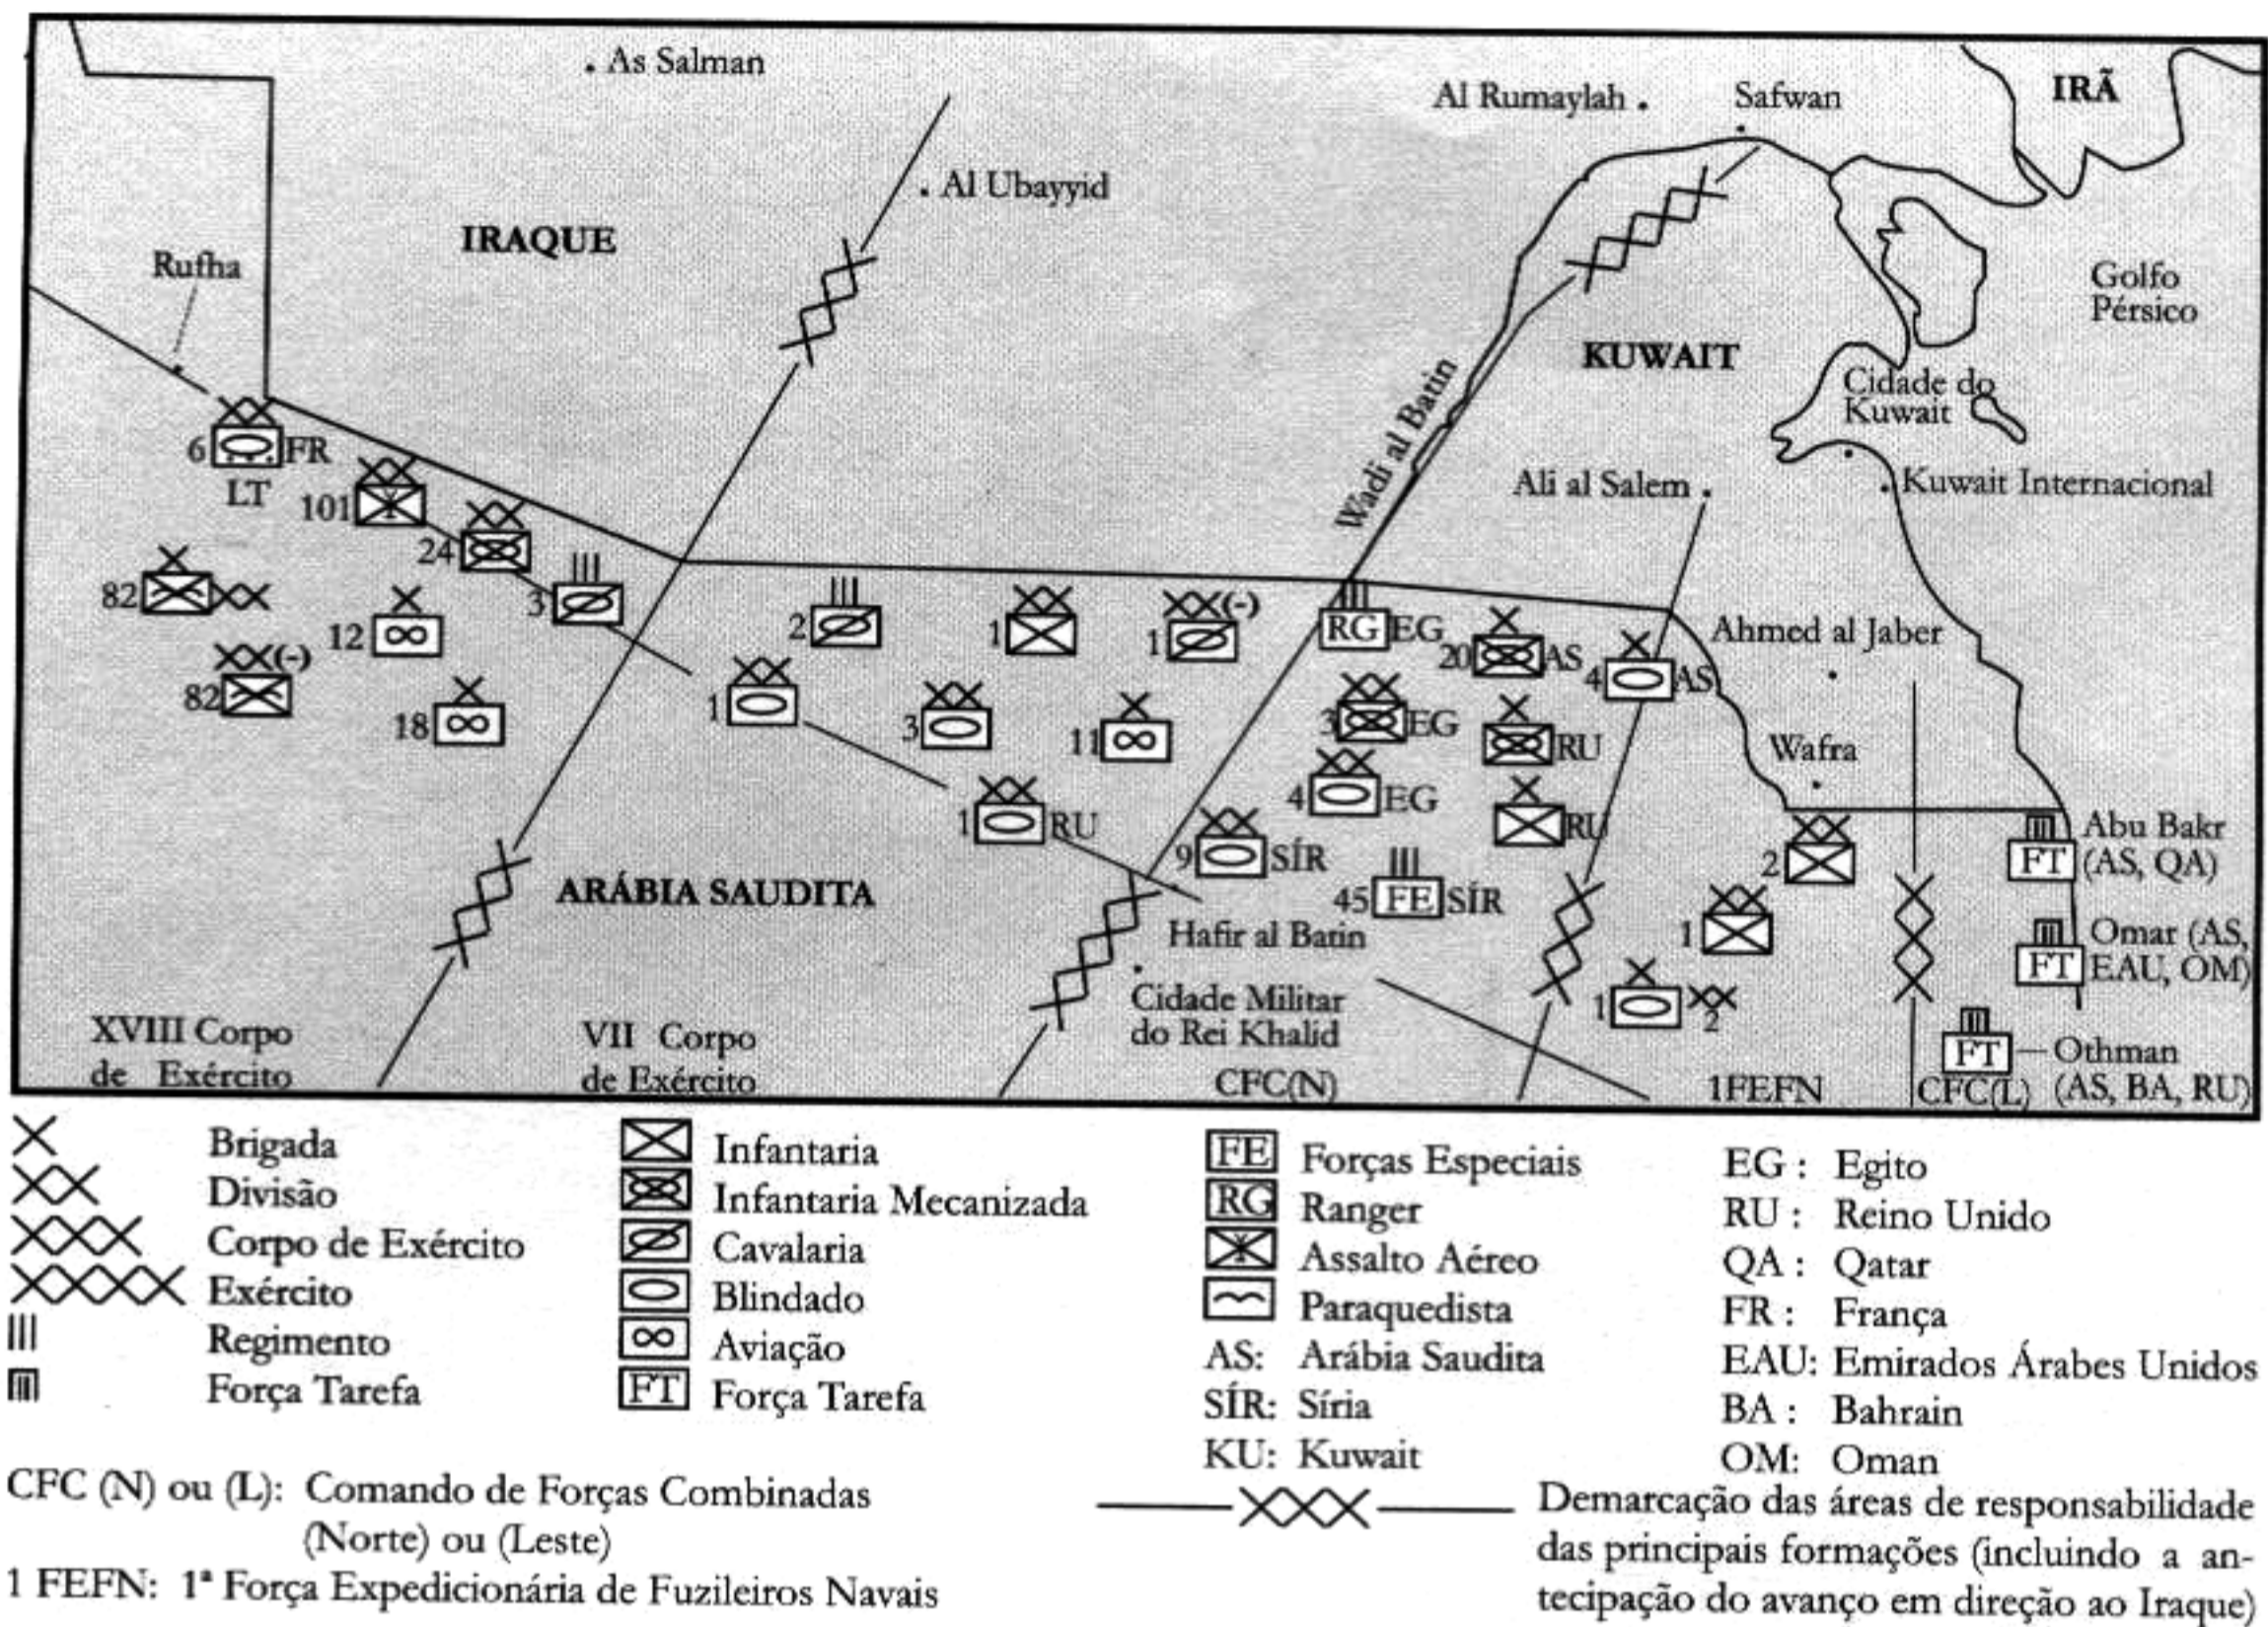 As Salman
Al Rumaylah
Safwan
IRÃ
Al Ubayyid
IRAQUE
Rufha
Golfo
Pérsico
KUWAIT
Wadi al Batin
Cidade do
Kuwait
6 FR
LT
101
Ali al Salem
Kuwait Internacional
24
82
3
2
1
1 (-)
RG EG
20 AS
Ahmed al Jaber
12
4 AS
82 (-)
18
1
3
11
3 EG
RU
Wafra
4 EG
1 RU
9 SÍR
RU
2
FT
Abu Bakr
(AS, QA)
ARÁBIA SAUDITA
45 FE SÍR
Hafir al Batin
1
FT
Omar (AS,
EAU, OM)
Cidade Militar
do Rei Khalid
1
2
XVIII Corpo
de Exército
VII Corpo
de Exército
CFC(N)
1FEFN
CFC(L)
FT
Othman
(AS, BA, RU)
Brigada
Divisão
Corpo de Exército
Exército
Regimento
Força Tarefa
Infantaria
Infantaria Mecanizada
Cavalaria
Blindado
Aviação
FT Força Tarefa
FE Forças Especiais
RG Ranger
Assalto Aéreo
Paraquedista
AS: Arábia Saudita
SÍR: Síria
KU: Kuwait
EG : Egito
RU : Reino Unido
QA : Qatar
FR : França
EAU: Emirados Árabes Unidos
BA : Bahrain
OM: Oman
CFC (N) ou (L): Comando de Forças Combinadas
(Norte) ou (Leste)
1 FEFN: 1ª Força Expedicionária de Fuzileiros Navais
Demarcação das áreas de responsabilidade
das principais formações (incluindo a an-
tecipação do avanço em direção ao Iraque)